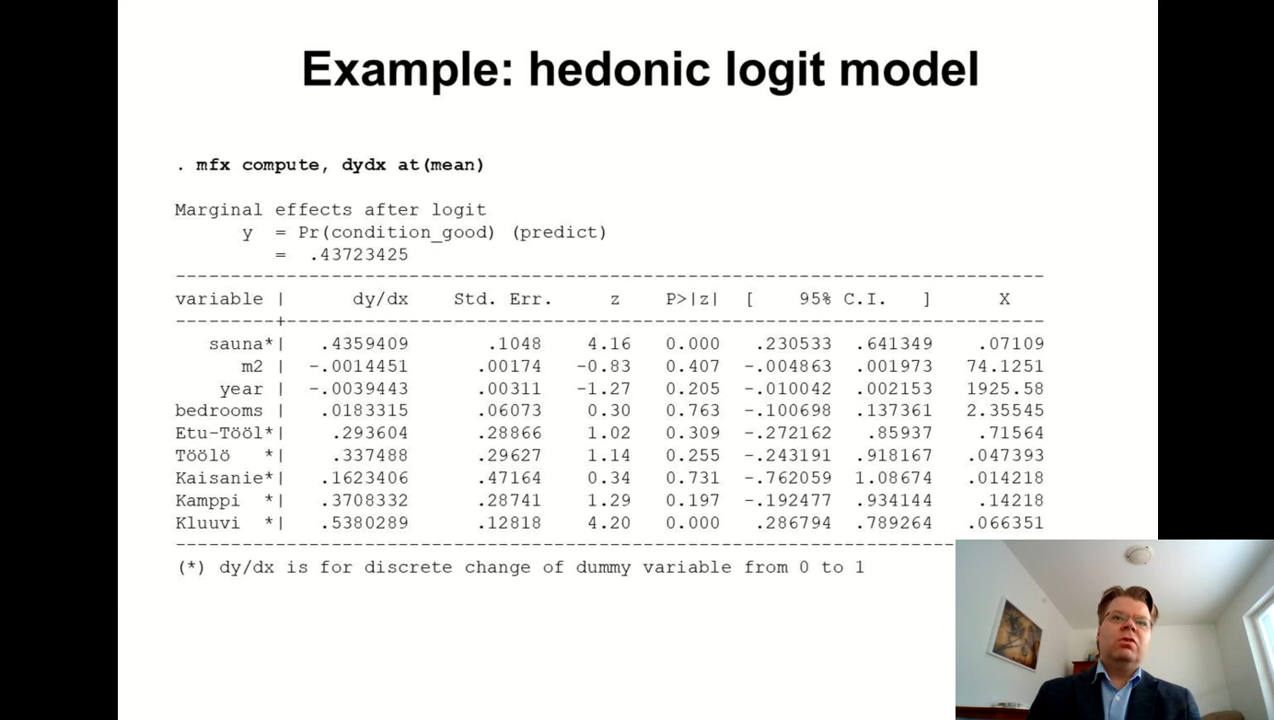 Example: hedonic logit model
. mfx compute, dydx at(mean)
Marginal effects after logit
y = Pr(condition_good) (predict)
= .43723425
variable | dy/dx Std. Err. z P>|z| [ 95% C.I. ] X
sauna*| .4359409 .1048 4.16 0.000 .230533 .641349 .07109
m2 | -.0014451 .00174 -0.83 0.407 -.004863 .001973 74.1251
year | -.0039443 .00311 -1.27 0.205 -.010042 .002153 1925.58
bedrooms | .0183315 .06073 0.30 0.763 -.100698 .137361 2.35545
Etu-Tööl*| .293604 .28866 1.02 0.309 -.272162 .85937 .71564
Töölö *| .337488 .29627 1.14 0.255 -.243191 .918167 .047393
Kaisanie*| .1623406 .47164 0.34 0.731 -.762059 1.08674 .014218
Kamppi *| .3708332 .28741 1.29 0.197 -.192477 .934144 .14218
Kluuvi *| .5380289 .12818 4.20 0.000 .286794 .789264 .066351
(*) dy/dx is for discrete change of dummy variable from 0 to 1